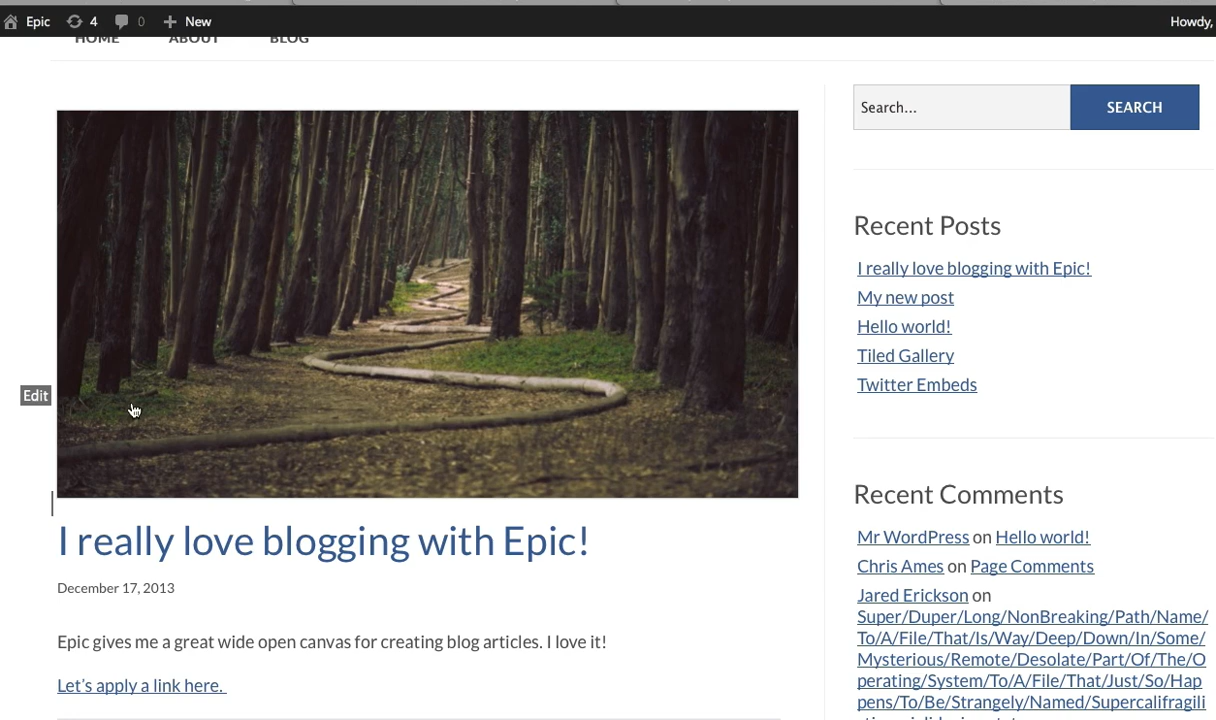 Epic 4 0 New Howdy,
HOME ABOUT BLOG
Search... SEARCH
Edit
I really love blogging with Epic!
December 17, 2013
Epic gives me a great wide open canvas for creating blog articles. I love it!
Let's apply a link here.
Recent Posts
I really love blogging with Epic!
My new post
Hello world!
Tiled Gallery
Twitter Embeds
Recent Comments
Mr WordPress on Hello world!
Chris Ames on Page Comments
Jared Erickson on
Super/Duper/Long/NonBreaking/Path/Name/
To/A/File/That/Is/Way/Deep/Down/In/Some/
Mysterious/Remote/Desolate/Part/Of/The/O
perating/System/To/A/File/That/Just/So/Hap
pens/To/Be/Strangely/Named/Supercalifragili